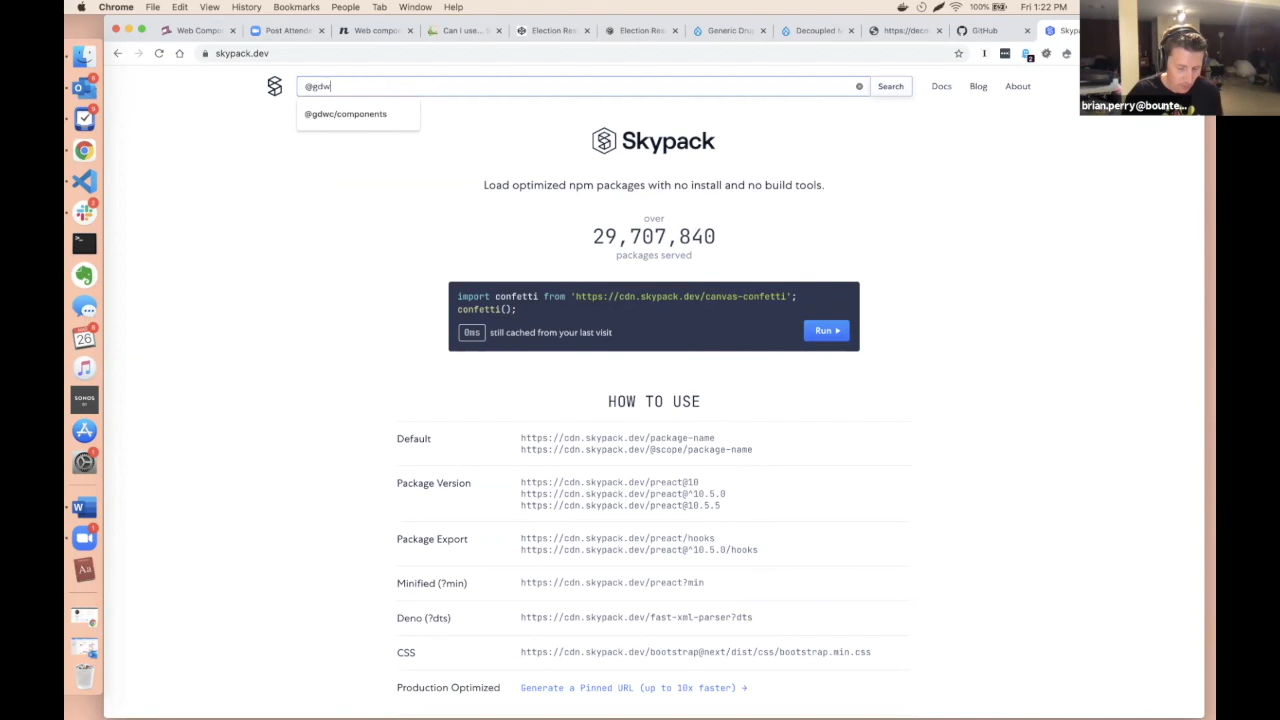 Chrome File Edit View History Bookmarks People Tab Window Help
100% Fri 1:22 PM
Web Compo
Post Attende
Web compon
Can I use... S
Election Res
Election Res
Generic Drup
Decoupled M
https://deco
GitHub
skypack.dev
@gdw
Search
Docs
Blog
About
@gdwc/components
brian.perry@bounte...
Skypack
Load optimized npm packages with no install and no build tools.
over
29,707,840
packages served
import confetti from 'https://cdn.skypack.dev/canvas-confetti';
confetti();
0ms still cached from your last visit
Run
HOW TO USE
Default
https://cdn.skypack.dev/package-name
https://cdn.skypack.dev/@scope/package-name
Package Version
https://cdn.skypack.dev/preact@10
https://cdn.skypack.dev/preact@^10.5.0
https://cdn.skypack.dev/preact@10.5.5
Package Export
https://cdn.skypack.dev/preact/hooks
https://cdn.skypack.dev/preact@^10.5.0/hooks
Minified (?min)
https://cdn.skypack.dev/preact?min
Deno (?dts)
https://cdn.skypack.dev/fast-xml-parser?dts
CSS
https://cdn.skypack.dev/bootstrap@next/dist/css/bootstrap.min.css
Production Optimized
Generate a Pinned URL (up to 10x faster) →
26
SONOS
W
Aa